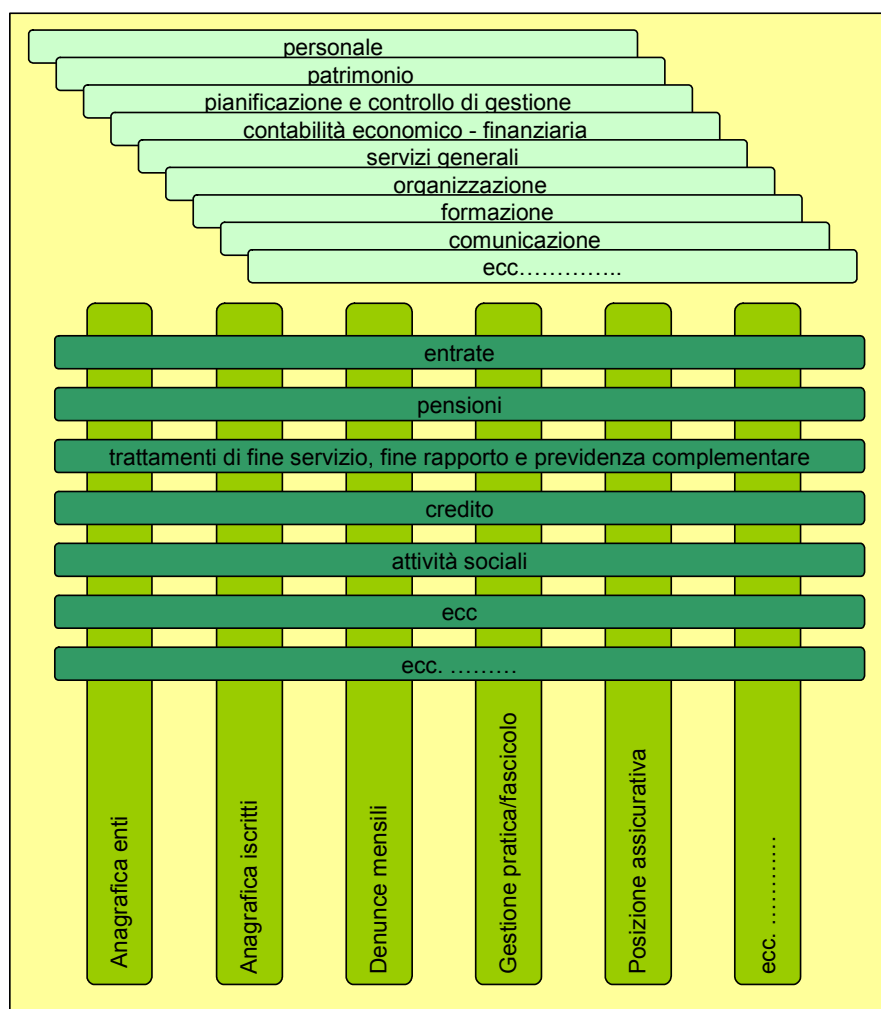 personale
patrimonio
pianificazione e controllo di gestione
contabilità economico - finanziaria
servizi generali
organizzazione
formazione
comunicazione
ecc…………..
entrate
pensioni
trattamenti di fine servizio, fine rapporto e previdenza complementare
credito
attività sociali
ecc
ecc. ………
Anagrafica enti
Anagrafica iscritti
Denunce mensili
Gestione pratica/fascicolo
Posizione assicurativa
ecc. …………